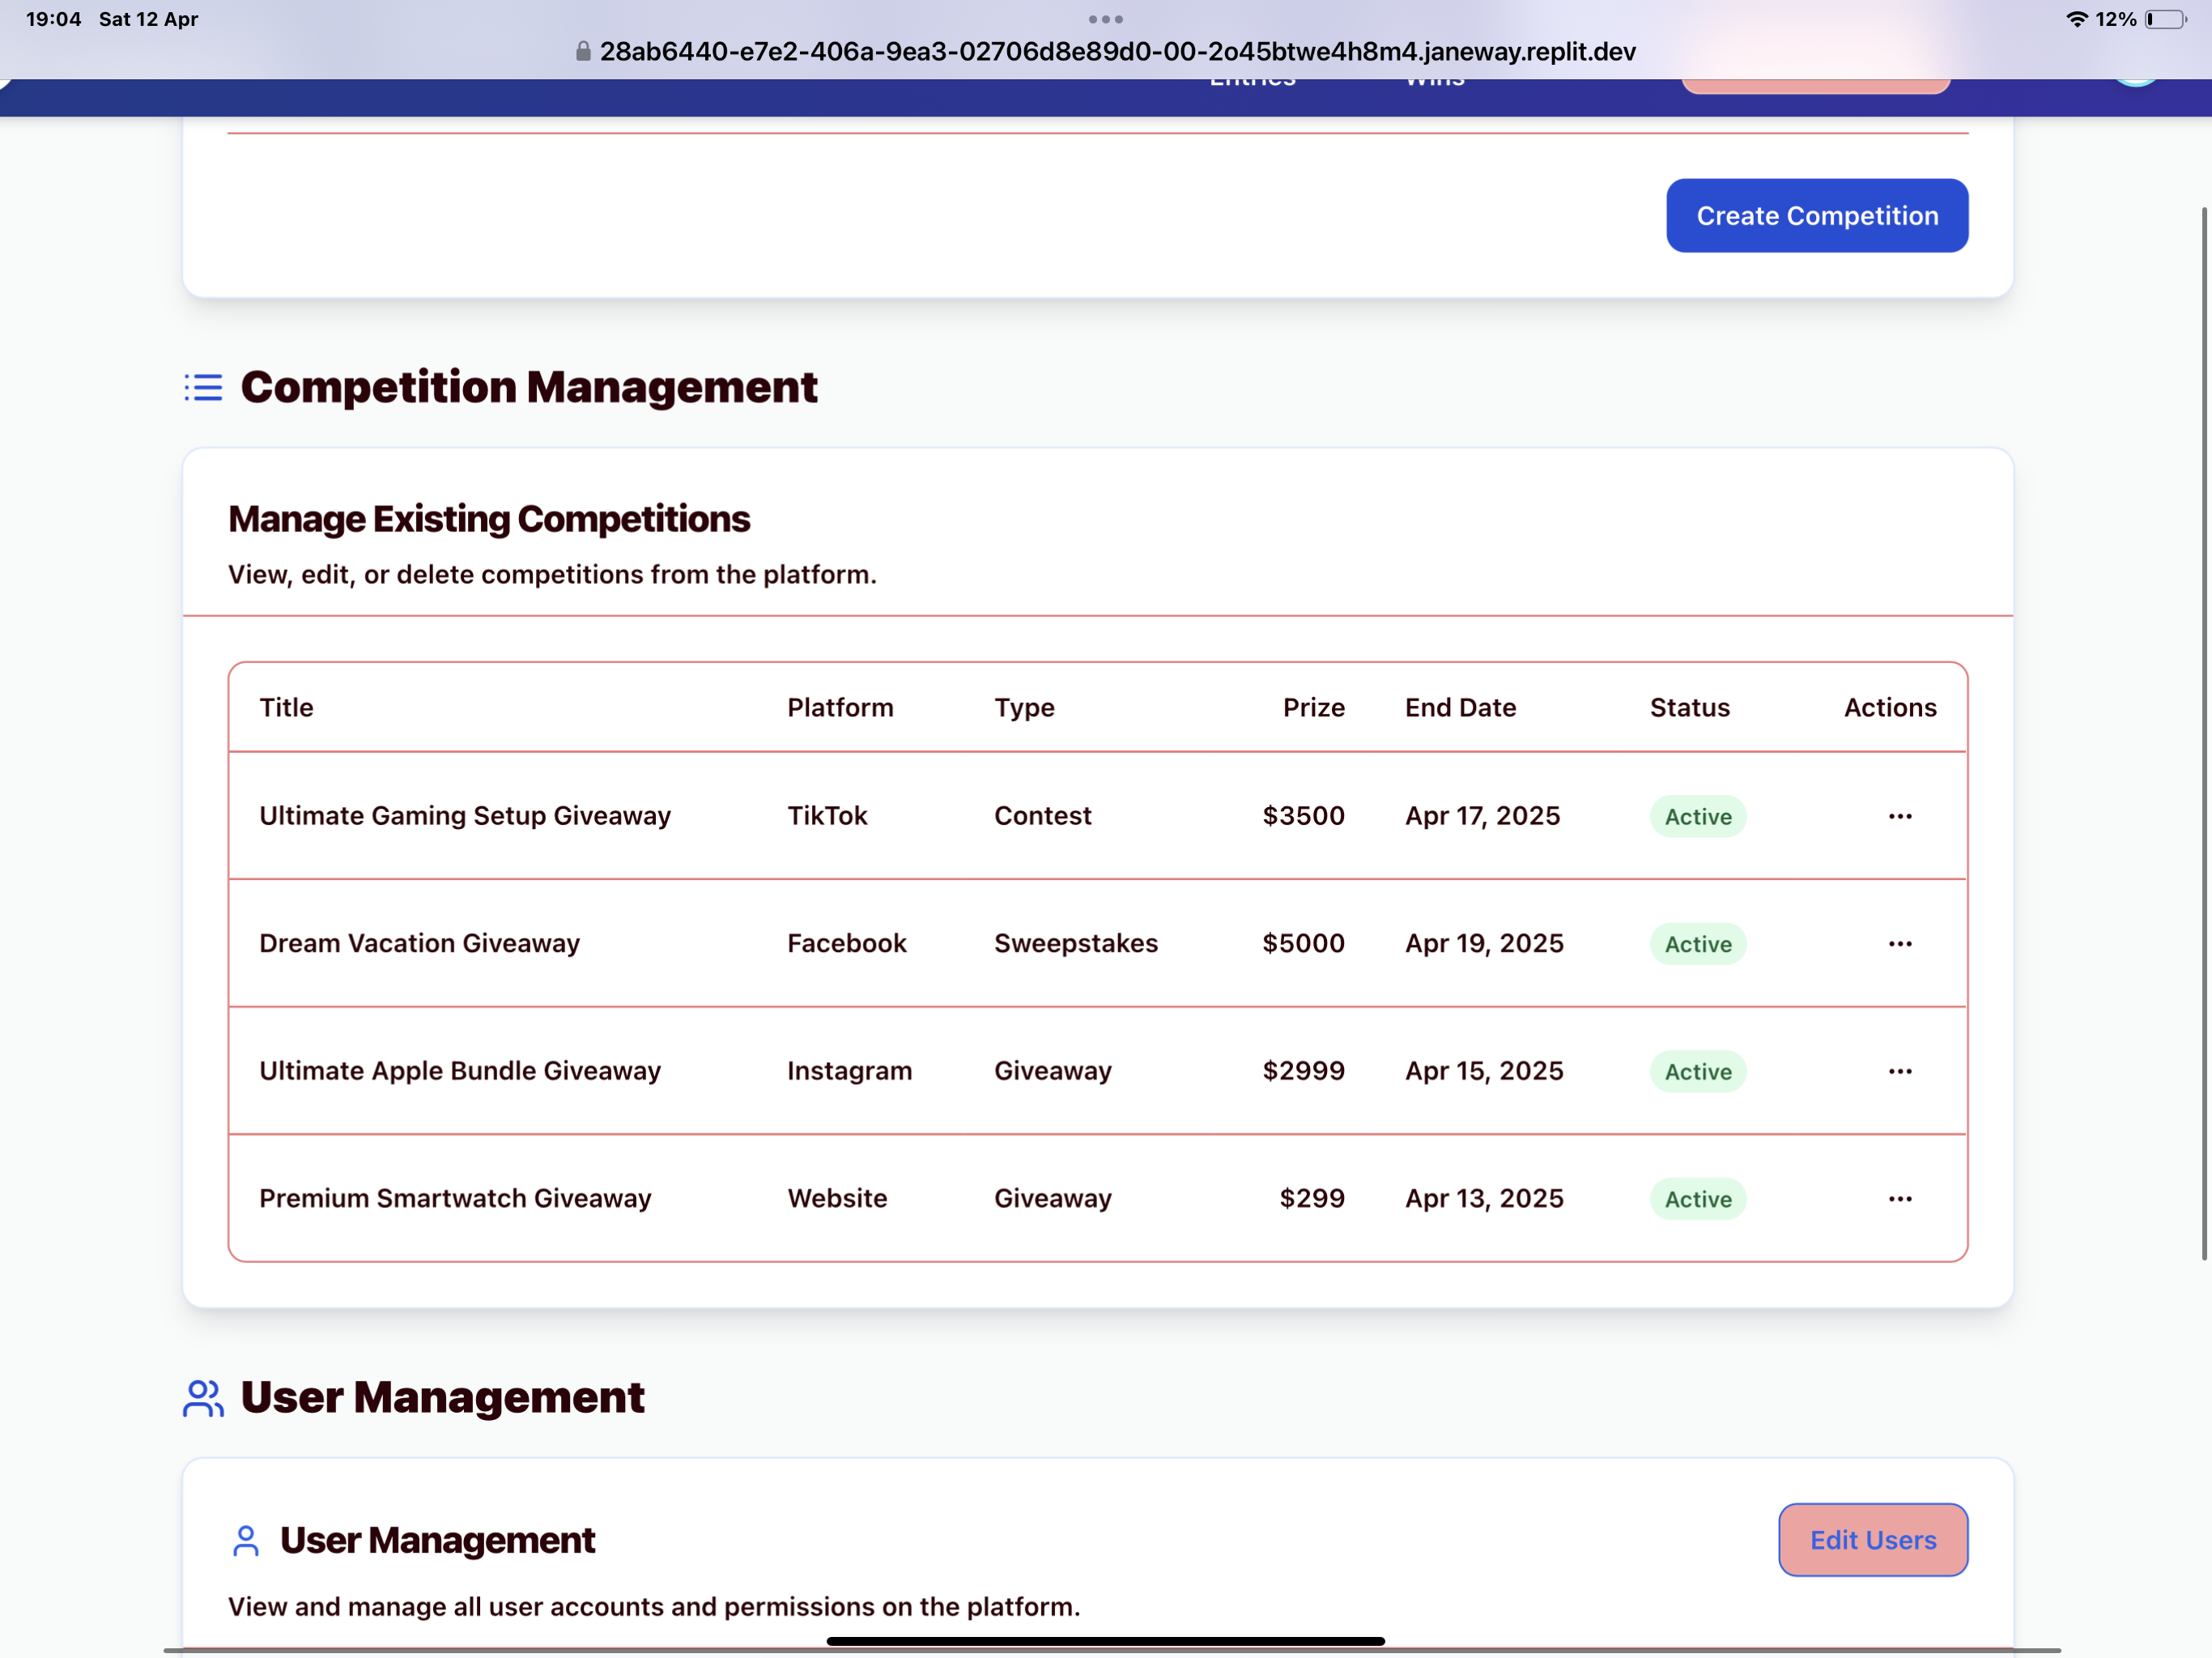 19:04 Sat 12 Apr
12%
28ab6440-e7e2-406a-9ea3-02706d8e89d0-00-2o45btwe4h8m4.janeway.replit.dev
Entries Wins
Create Competition
Competition Management
Manage Existing Competitions
View, edit, or delete competitions from the platform.
Title Platform Type Prize End Date Status Actions
Ultimate Gaming Setup Giveaway TikTok Contest $3500 Apr 17, 2025 Active
Dream Vacation Giveaway Facebook Sweepstakes $5000 Apr 19, 2025 Active
Ultimate Apple Bundle Giveaway Instagram Giveaway $2999 Apr 15, 2025 Active
Premium Smartwatch Giveaway Website Giveaway $299 Apr 13, 2025 Active
User Management
User Management
Edit Users
View and manage all user accounts and permissions on the platform.